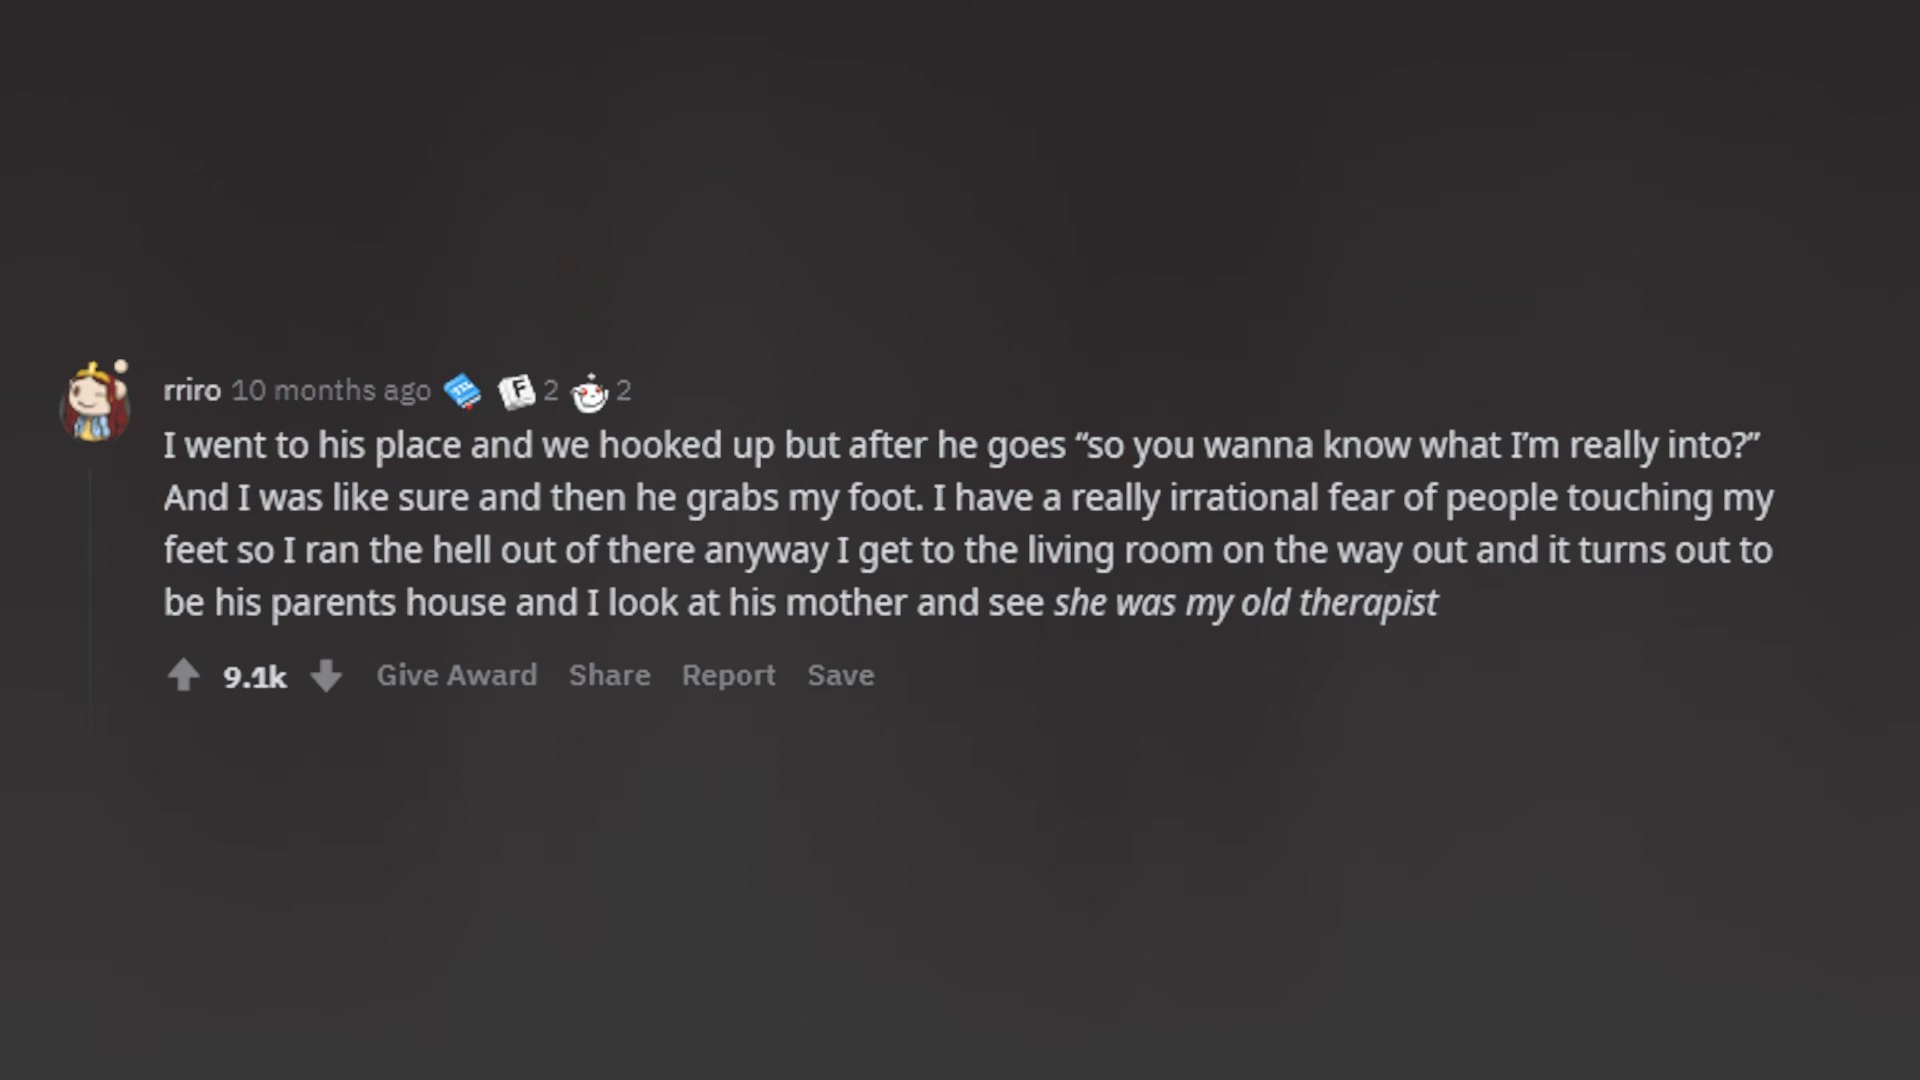 rriro 10 months ago 2 2
I went to his place and we hooked up but after he goes “so you wanna know what I’m really into?”
And I was like sure and then he grabs my foot. I have a really irrational fear of people touching my
feet so I ran the hell out of there anyway I get to the living room on the way out and it turns out to
be his parents house and I look at his mother and see she was my old therapist
9.1k Give Award Share Report Save